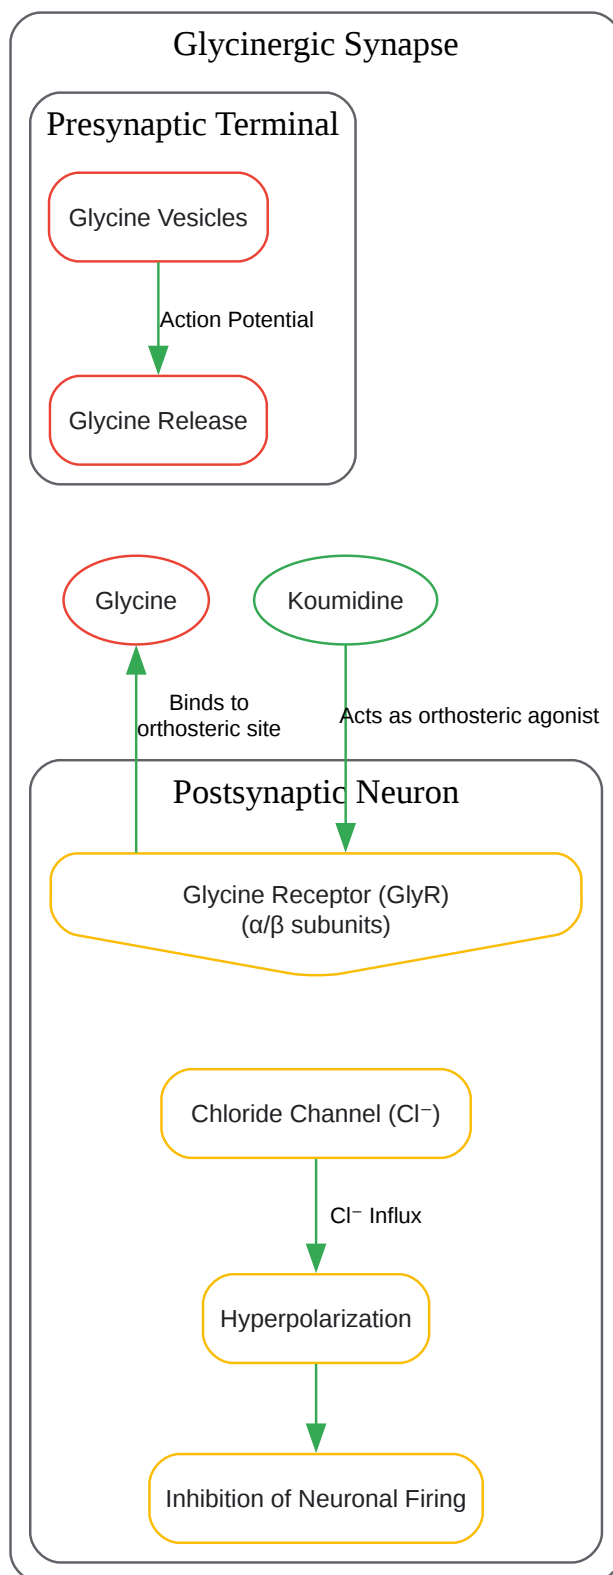 Glycinergic Synapse
Presynaptic Terminal
Glycine Vesicles
Action Potential
Glycine Release
Glycine
Koumidine
Binds to
orthosteric site
Acts as orthosteric agonist
Postsynaptic Neuron
Glycine Receptor (GlyR)
(α/β subunits)
Chloride Channel (Cl⁻)
Cl⁻ Influx
Hyperpolarization
Inhibition of Neuronal Firing